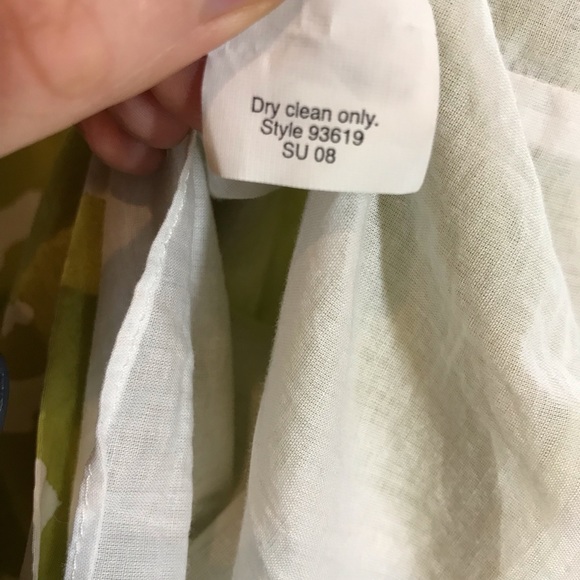 Dry clean only.
Style 93619
SU 08